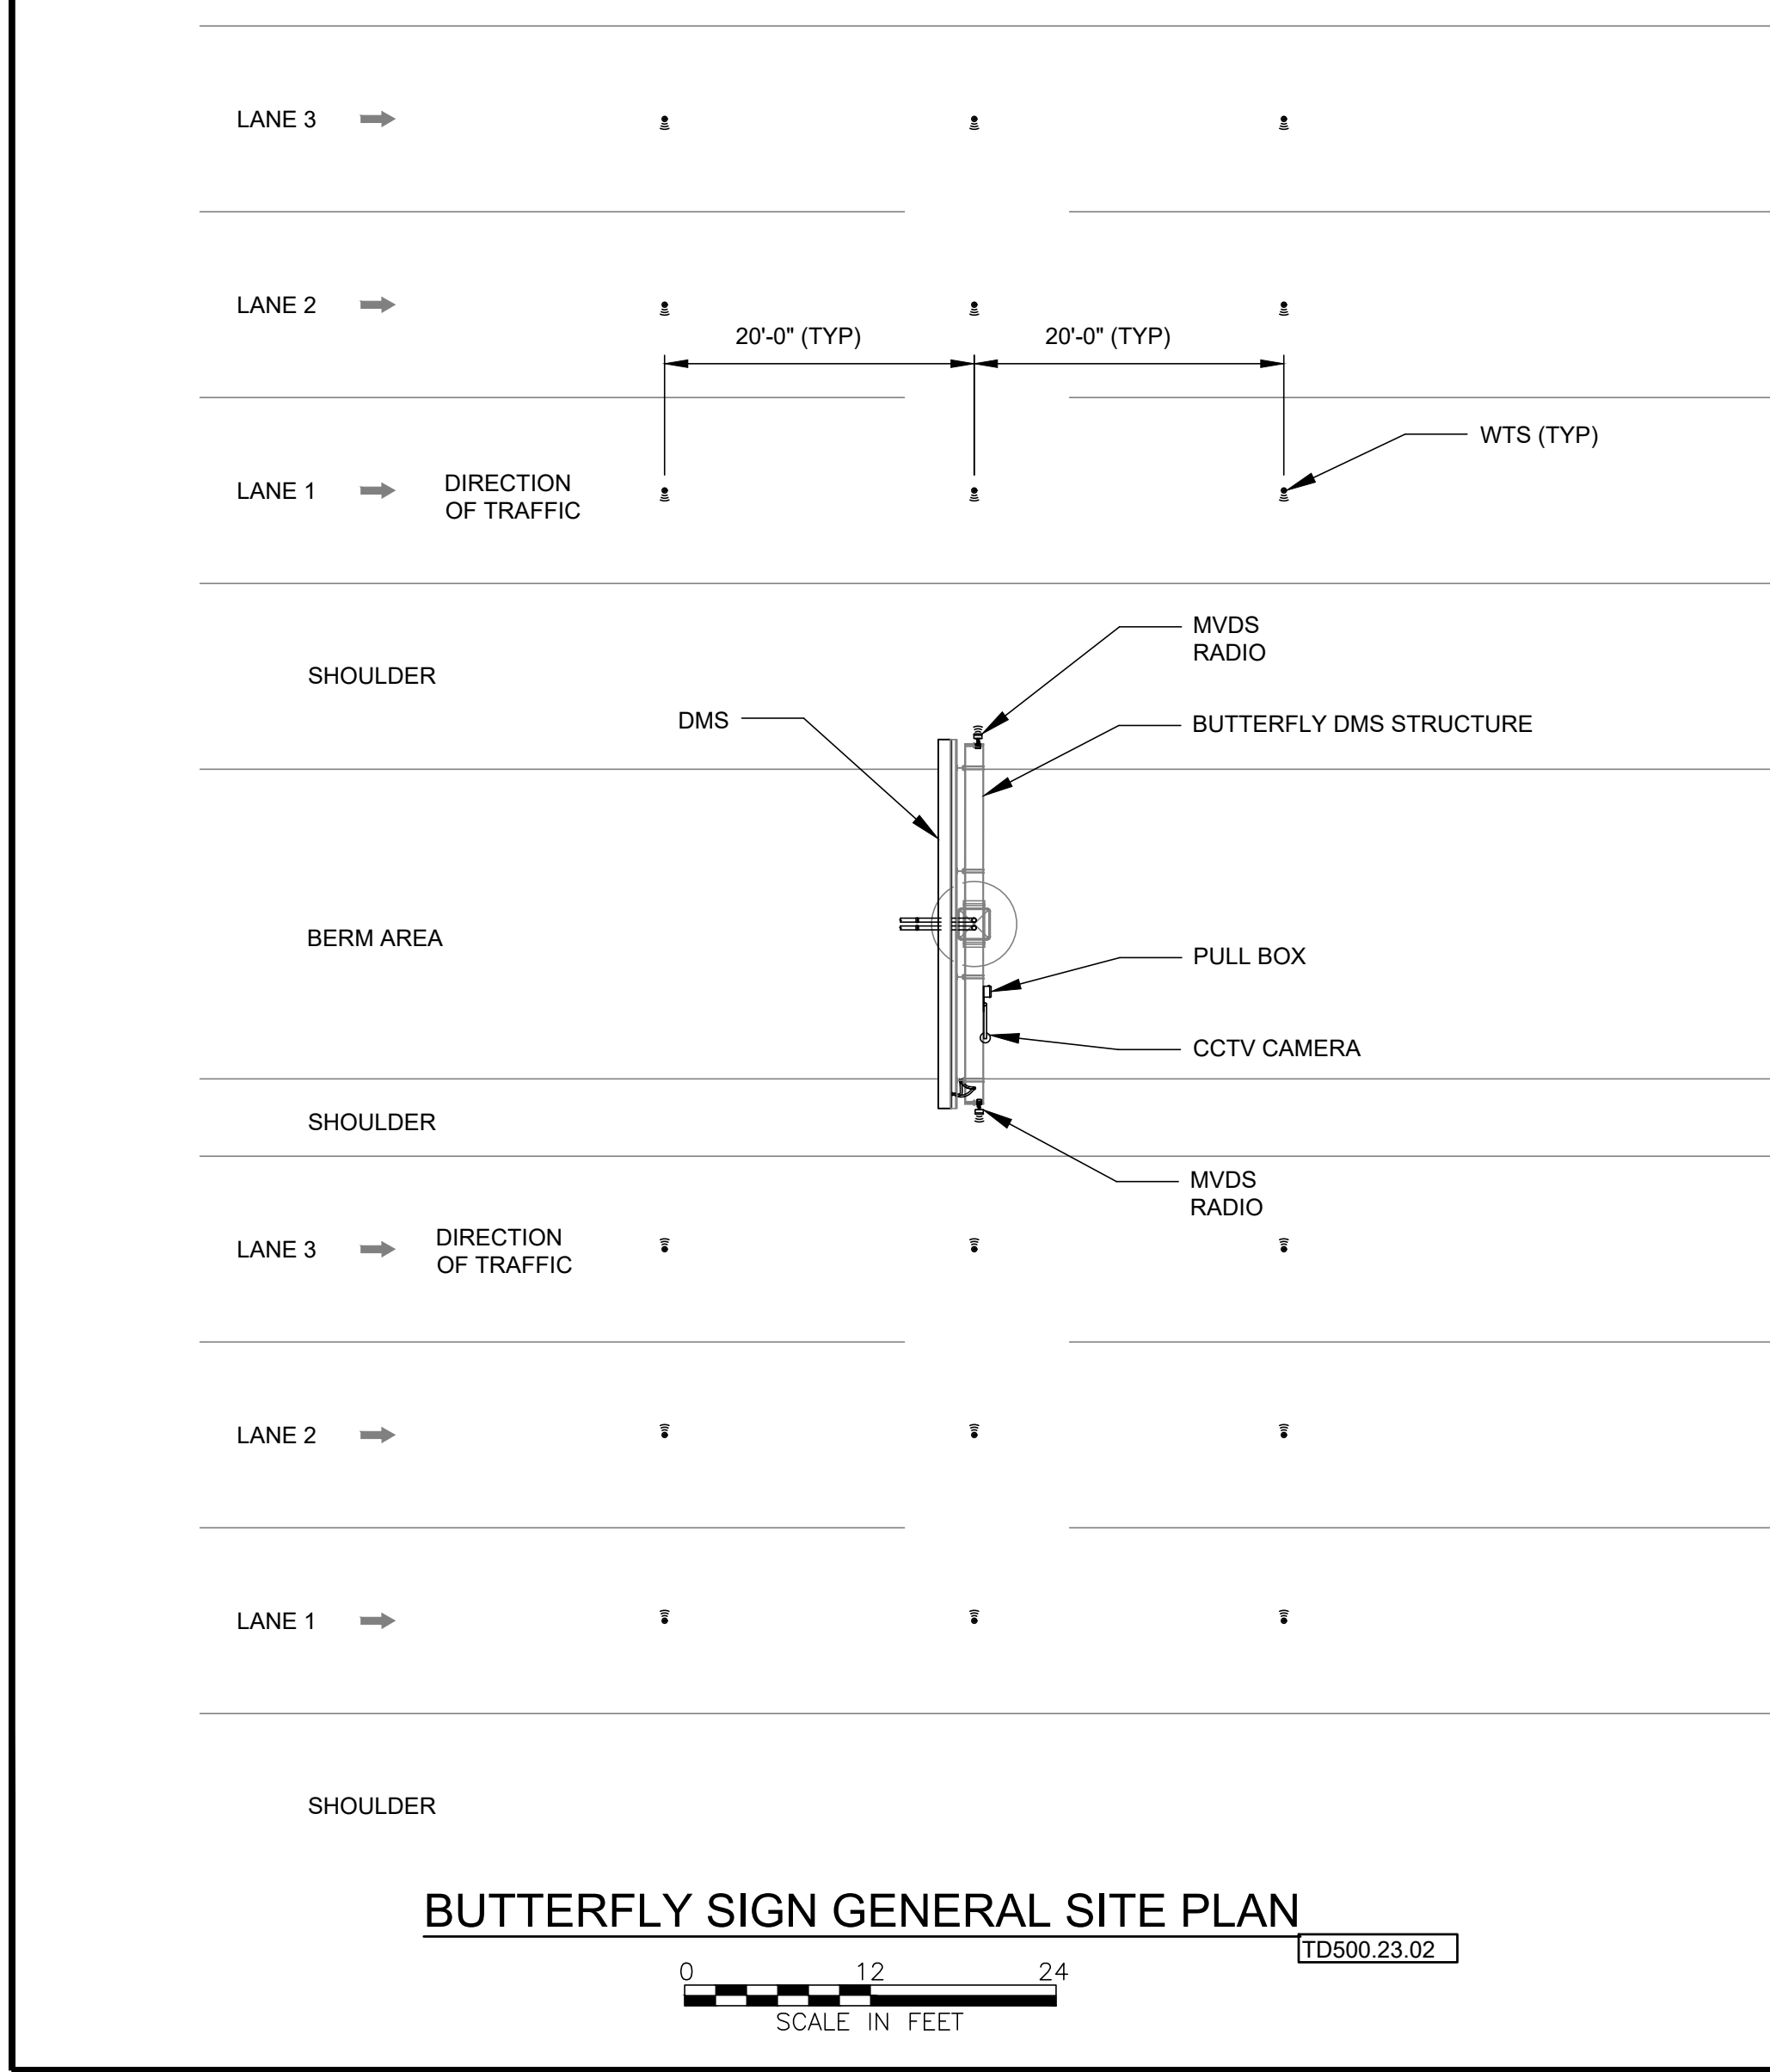 LANE 3
LANE 2
20'-0" (TYP)
20'-0" (TYP)
WTS (TYP)
LANE 1
DIRECTION
OF TRAFFIC
MVDS
RADIO
SHOULDER
DMS
BUTTERFLY DMS STRUCTURE
BERM AREA
PULL BOX
CCTV CAMERA
SHOULDER
MVDS
RADIO
LANE 3
DIRECTION
OF TRAFFIC
LANE 2
LANE 1
SHOULDER
BUTTERFLY SIGN GENERAL SITE PLAN
TD500.23.02
0 12 24
SCALE IN FEET